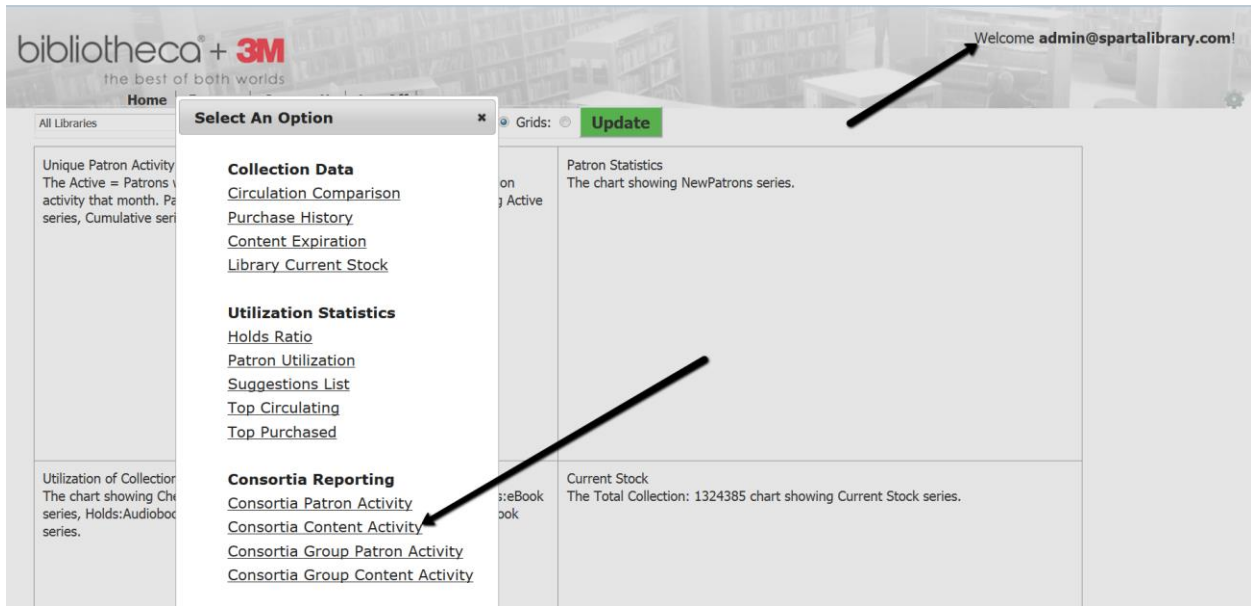 bibliotheca+ 3M
the best of both worlds
Welcome admin@spartalibrary.com!
Home
All Libraries
Select An Option
×
Grids:
Update
Unique Patron Activity
The Active = Patrons
activity that month.
series, Cumulative
on
Active
Patron Statistics
The chart showing NewPatrons series.
Collection Data
Circulation Comparison
Purchase History
Content Expiration
Library Current Stock
Utilization Statistics
Holds Ratio
Patron Utilization
Suggestions List
Top Circulating
Top Purchased
Consortia Reporting
Consortia Patron Activity
Consortia Content Activity
Consortia Group Patron Activity
Consortia Group Content Activity
Utilization of Collection
The chart showing
series,
series.
:eBook
ook
Current Stock
The Total Collection: 1324385 chart showing Current Stock series.